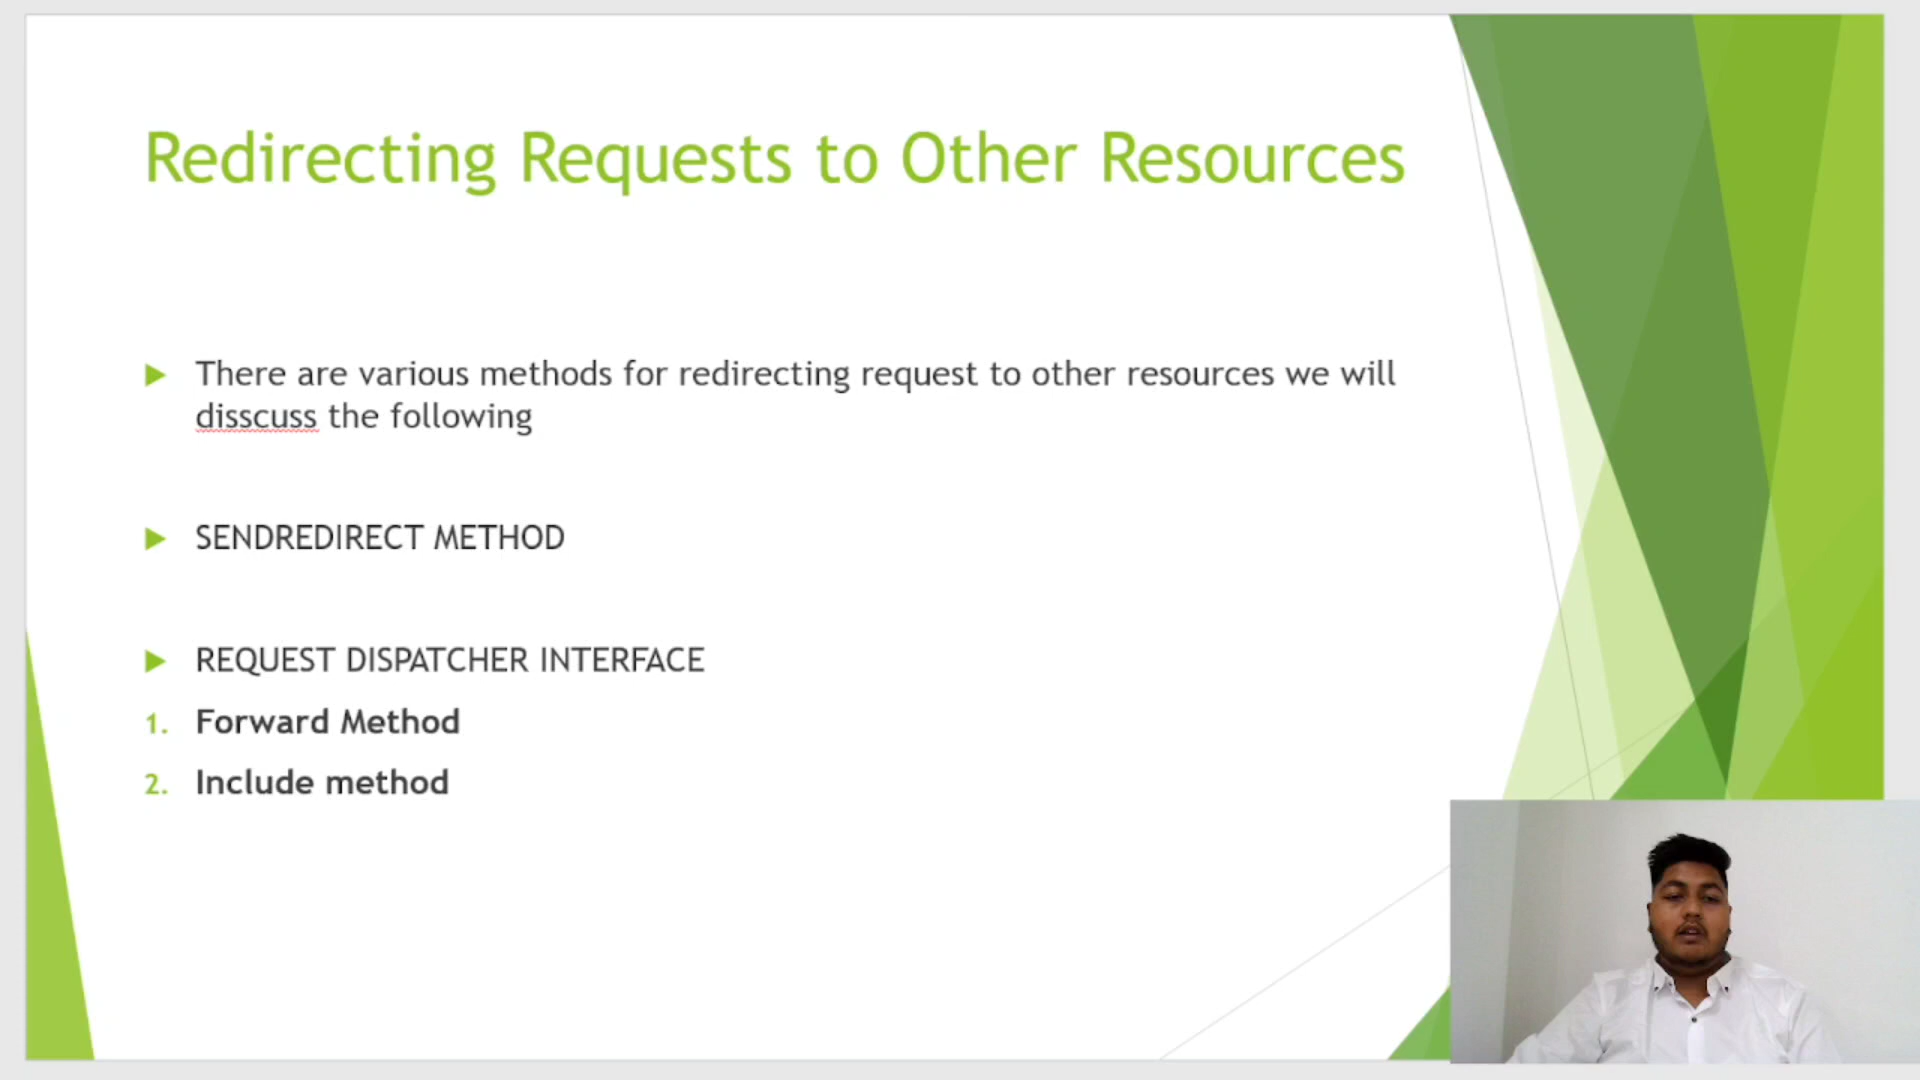 Redirecting Requests to Other Resources
There are various methods for redirecting request to other resources we will
disscuss the following
SENDREDIRECT METHOD
REQUEST DISPATCHER INTERFACE
1. Forward Method
2. Include method